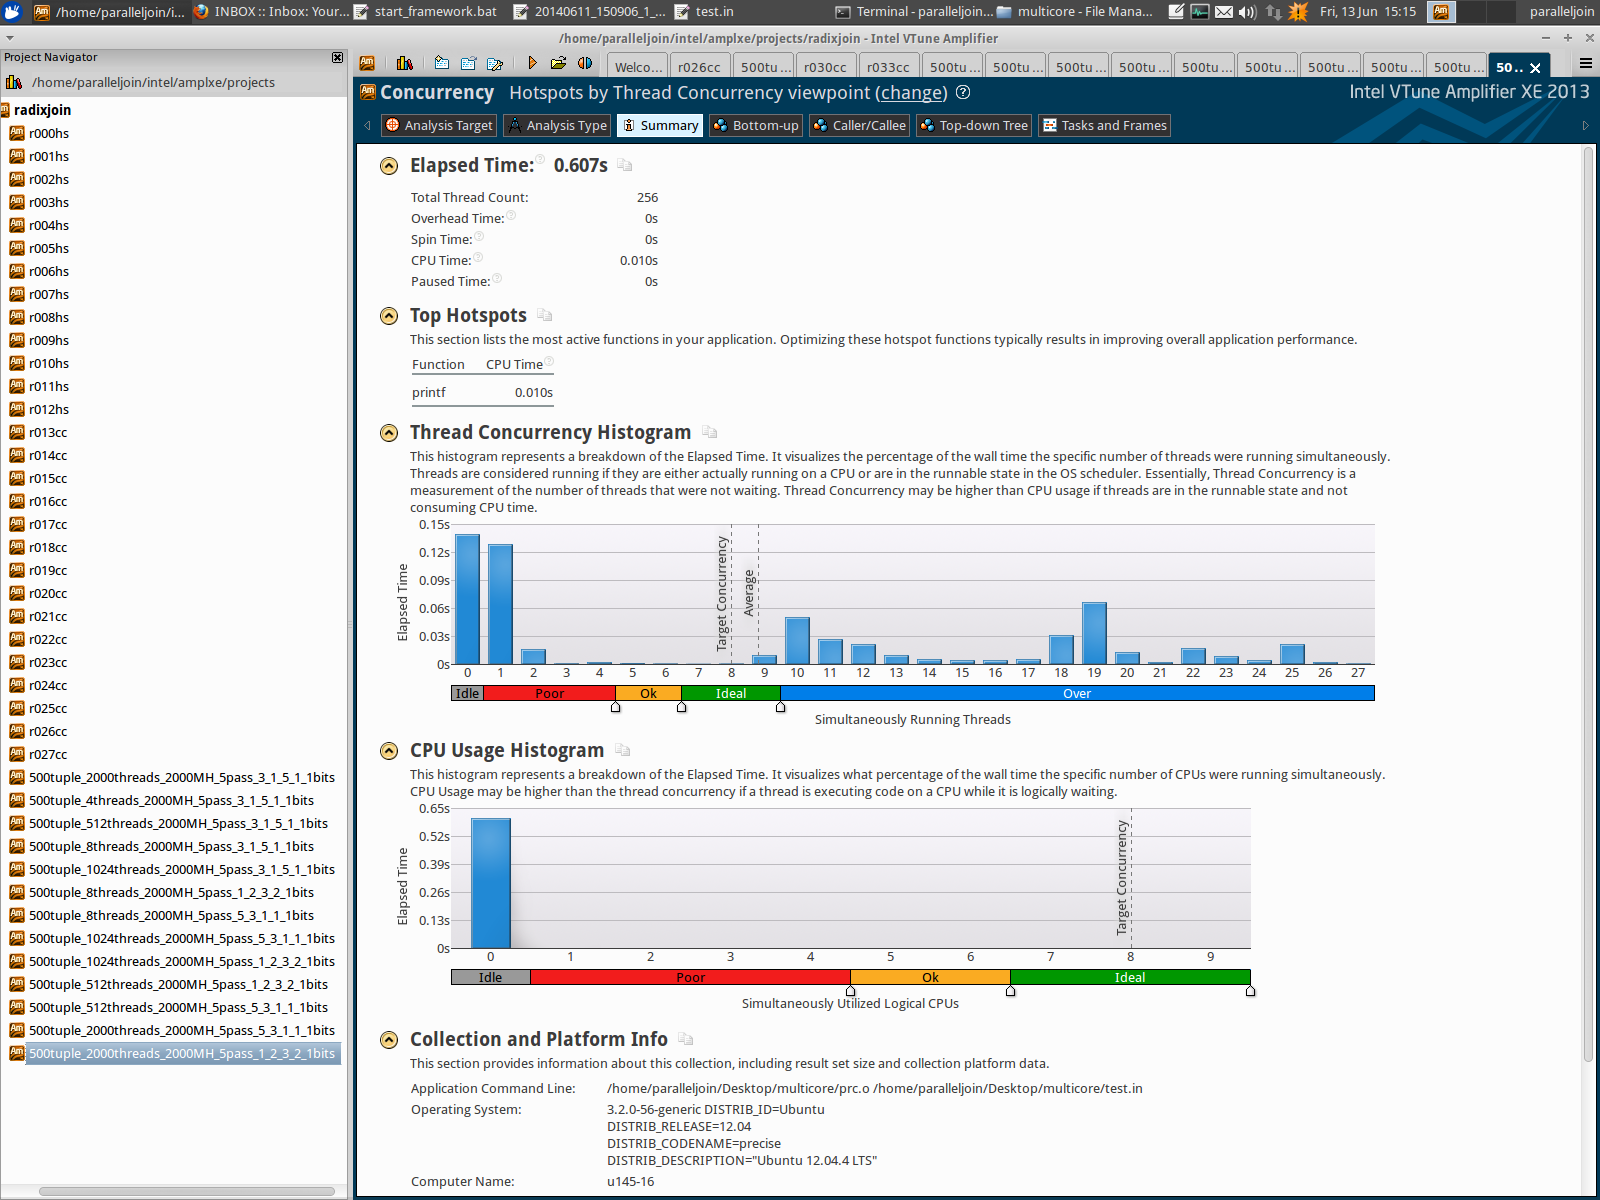 /home/paralleljoin/i...
INBOX :: Inbox: Your...
start_framework.bat
20140611_150906_1_...
test.in
Terminal - paralleljoin...
multicore - File Mana...
Fri, 13 Jun 15:15
Am
paralleljoin
/home/paralleljoin/intel/amplxe/projects/radixjoin - Intel VTune Amplifier
Project Navigator
/home/paralleljoin/intel/amplxe/projects
radixjoin
r000hs
r001hs
r002hs
r003hs
r004hs
r005hs
r006hs
r007hs
r008hs
r009hs
r010hs
r011hs
r012hs
r013cc
r014cc
r015cc
r016cc
r017cc
r018cc
r019cc
r020cc
r021cc
r022cc
r023cc
r024cc
r025cc
r026cc
r027cc
500tuple_2000threads_2000MH_5pass_3_1_5_1_1bits
500tuple_4threads_2000MH_5pass_3_1_5_1_1bits
500tuple_512threads_2000MH_5pass_3_1_5_1_1bits
500tuple_8threads_2000MH_5pass_3_1_5_1_1bits
500tuple_1024threads_2000MH_5pass_3_1_5_1_1bits
500tuple_8threads_2000MH_5pass_1_2_3_2_1bits
500tuple_8threads_2000MH_5pass_5_3_1_1_1bits
500tuple_1024threads_2000MH_5pass_5_3_1_1_1bits
500tuple_1024threads_2000MH_5pass_1_2_3_2_1bits
500tuple_512threads_2000MH_5pass_1_2_3_2_1bits
500tuple_512threads_2000MH_5pass_5_3_1_1_1bits
500tuple_2000threads_2000MH_5pass_5_3_1_1_1bits
500tuple_2000threads_2000MH_5pass_1_2_3_2_1bits
Welco... r026cc 500tu ... r030cc r033cc 500tu ... 500tu ... 500tu ... 500tu ... 500tu ... 500tu ... 500tu ... 500tu ... 50 ..
Concurrency Hotspots by Thread Concurrency viewpoint (change)
Intel VTune Amplifier XE 2013
Analysis Target Analysis Type Summary Bottom-up Caller/Callee Top-down Tree Tasks and Frames
Elapsed Time: 0.607s
Total Thread Count: 256
Overhead Time: 0s
Spin Time: 0s
CPU Time: 0.010s
Paused Time: 0s
Top Hotspots
This section lists the most active functions in your application. Optimizing these hotspot functions typically results in improving overall application performance.
Function CPU Time
printf 0.010s
Thread Concurrency Histogram
This histogram represents a breakdown of the Elapsed Time. It visualizes the percentage of the wall time the specific number of threads were running simultaneously.
Threads are considered running if they are either actually running on a CPU or are in the runnable state in the OS scheduler. Essentially, Thread Concurrency is a
measurement of the number of threads that were not waiting. Thread Concurrency may be higher than CPU usage if threads are in the runnable state and not
consuming CPU time.
Elapsed Time
0.15s
0.12s
0.09s
0.06s
0.03s
0s
Target Concurrency
Average
0 1 2 3 4 5 6 7 8 9 10 11 12 13 14 15 16 17 18 19 20 21 22 23 24 25 26 27
Idle Poor Ok Ideal Over
Simultaneously Running Threads
CPU Usage Histogram
This histogram represents a breakdown of the Elapsed Time. It visualizes what percentage of the wall time the specific number of CPUs were running simultaneously.
CPU Usage may be higher than the thread concurrency if a thread is executing code on a CPU while it is logically waiting.
Elapsed Time
0.65s
0.52s
0.39s
0.26s
0.13s
0s
Target Concurrency
0 1 2 3 4 5 6 7 8 9
Idle Poor Ok Ideal
Simultaneously Utilized Logical CPUs
Collection and Platform Info
This section provides information about this collection, including result set size and collection platform data.
Application Command Line: /home/paralleljoin/Desktop/multicore/prc.o /home/paralleljoin/Desktop/multicore/test.in
Operating System: 3.2.0-56-generic DISTRIB_ID=Ubuntu
DISTRIB_RELEASE=12.04
DISTRIB_CODENAME=precise
DISTRIB_DESCRIPTION="Ubuntu 12.04.4 LTS"
Computer Name: u145-16